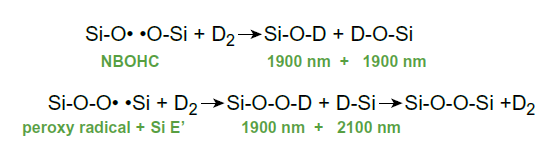 Si-O• •O-Si + D₂→Si-O-D + D-O-Si
NBOHC 1900 nm + 1900 nm
Si-O-O• •Si + D₂→Si-O-O-D + D-Si→Si-O-O-Si +D₂
peroxy radical + Si E' 1900 nm + 2100 nm